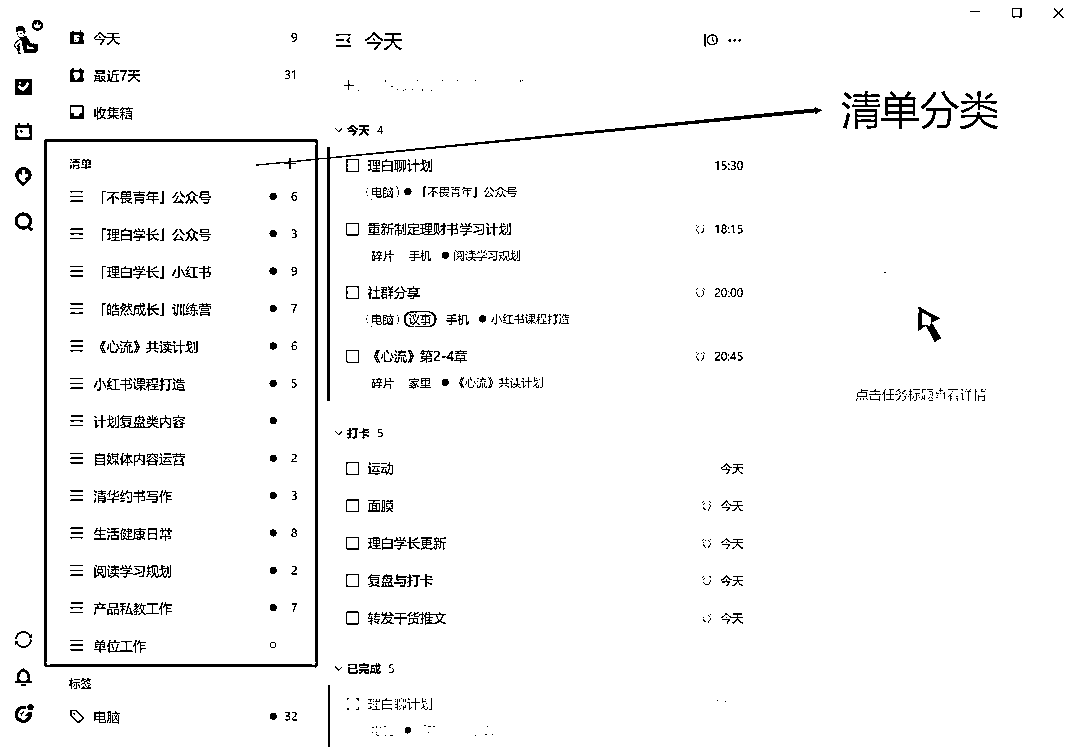 今天 9
最近7天 31
收集箱
清单 +
「不畏青年」公众号 6
「理白学长」公众号 3
「理白学长」小红书 9
「皓然成长」训练营 7
《心流》共读计划 6
小红书课程打造 5
计划复盘类内容
自媒体内容运营 2
清华约书写作 3
生活健康日常 8
阅读学习规划 2
产品私教工作 7
单位工作
标签
电脑 32
今天
今天 4
理白聊计划 15:30
电脑 「不畏青年」公众号
重新制定理财书学习计划 18:15
碎片 手机 阅读学习规划
社群分享 20:00
电脑 议事 手机 小红书课程打造
《心流》第2-4章 20:45
碎片 家里 《心流》共读计划
打卡 5
运动 今天
面膜 今天
理白学长更新 今天
复盘与打卡 今天
转发干货推文 今天
已完成 5
理白聊计划
清单分类
点击任务标题查看详情